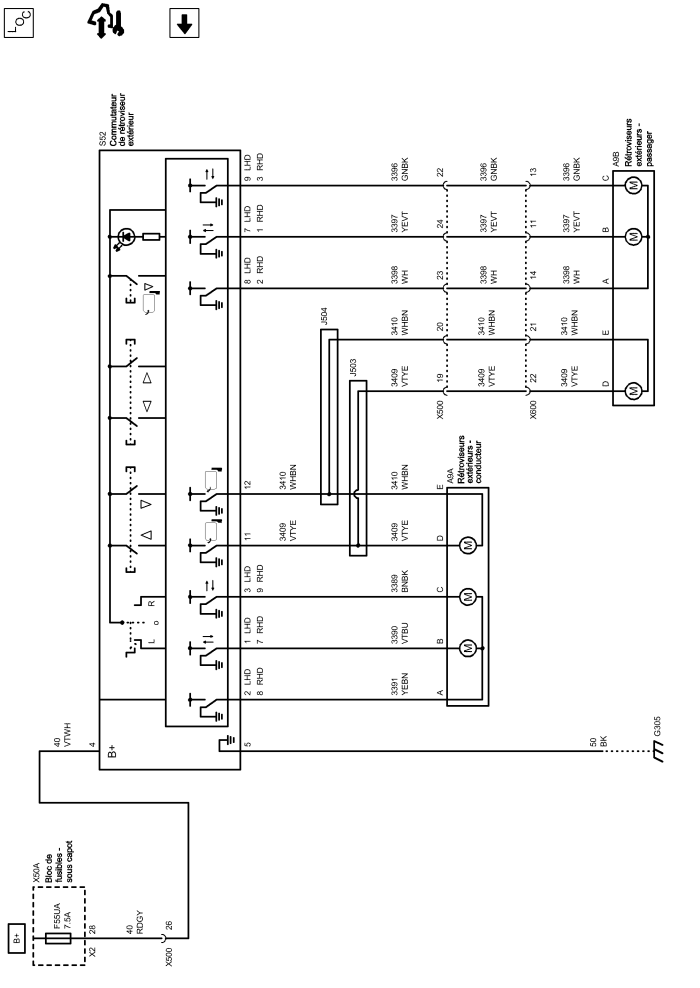 LOC
B+
X50A
Bloc de
fusibles -
sous capot
F55UA
7.5A
X2
28
40
RDGY
X500
26
40
VTWH
4
B+
S52
Commutateur
de rétroviseur
extérieur
L
o
R
2 LHD
8 RHD
1 LHD
7 RHD
3 LHD
9 RHD
11
12
8 LHD
2 RHD
7 LHD
1 RHD
9 LHD
3 RHD
5
3409
VTYE
3410
WHBN
J503
J504
3391
YEBN
3390
VTBU
3389
BNBK
3409
VTYE
3410
WHBN
A
B
C
D
E
A9A
Rétroviseurs
extérieurs -
conducteur
M
M
M
3409
VTYE
3410
WHBN
3398
WH
3397
YEVT
3396
GNBK
X500
19
20
23
24
22
3409
VTYE
3410
WHBN
3398
WH
3397
YEVT
3396
GNBK
X600
22
21
14
11
13
3409
VTYE
3410
WHBN
3398
WH
3397
YEVT
3396
GNBK
D
E
A
B
C
A9B
Rétroviseurs
extérieurs -
passager
M
M
M
50
BK
G305